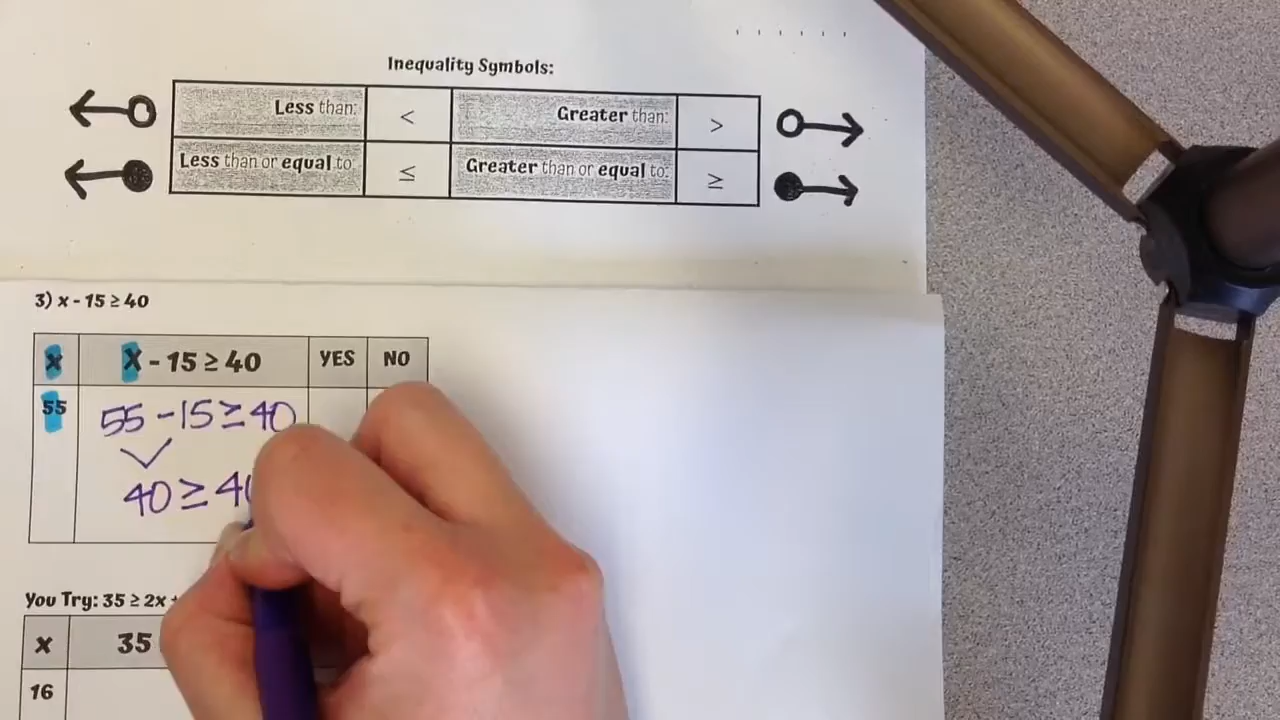 Inequality Symbols:
Less than: < Greater than: >
Less than or equal to: ≤ Greater than or equal to: ≥
3) x - 15 ≥ 40
x X - 15 ≥ 40 YES NO
55 55 - 15 ≥ 40
40 ≥ 40
You Try: 35 ≥ 2x +
x 35
16